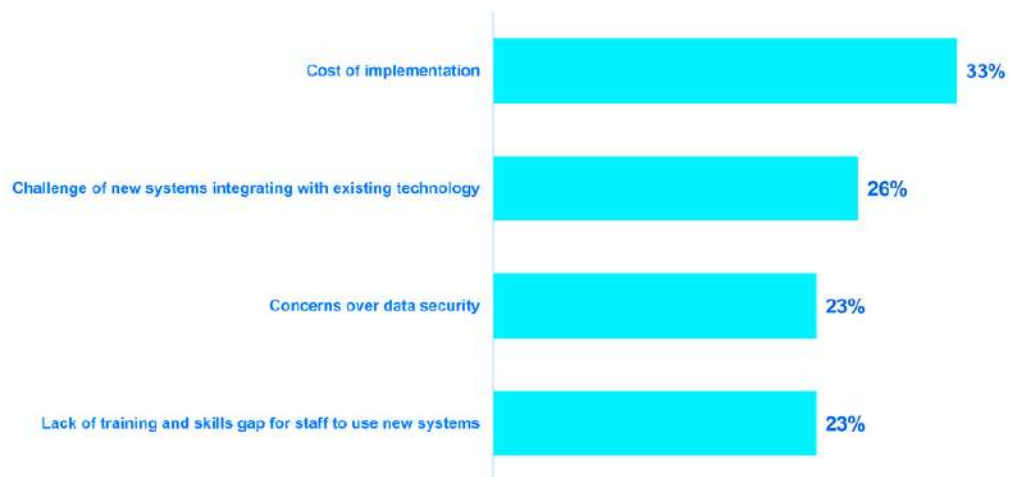 Cost of implementation 33%
Challenge of new systems integrating with existing technology 26%
Concerns over data security 23%
Lack of training and skills gap for staff to use new systems 23%